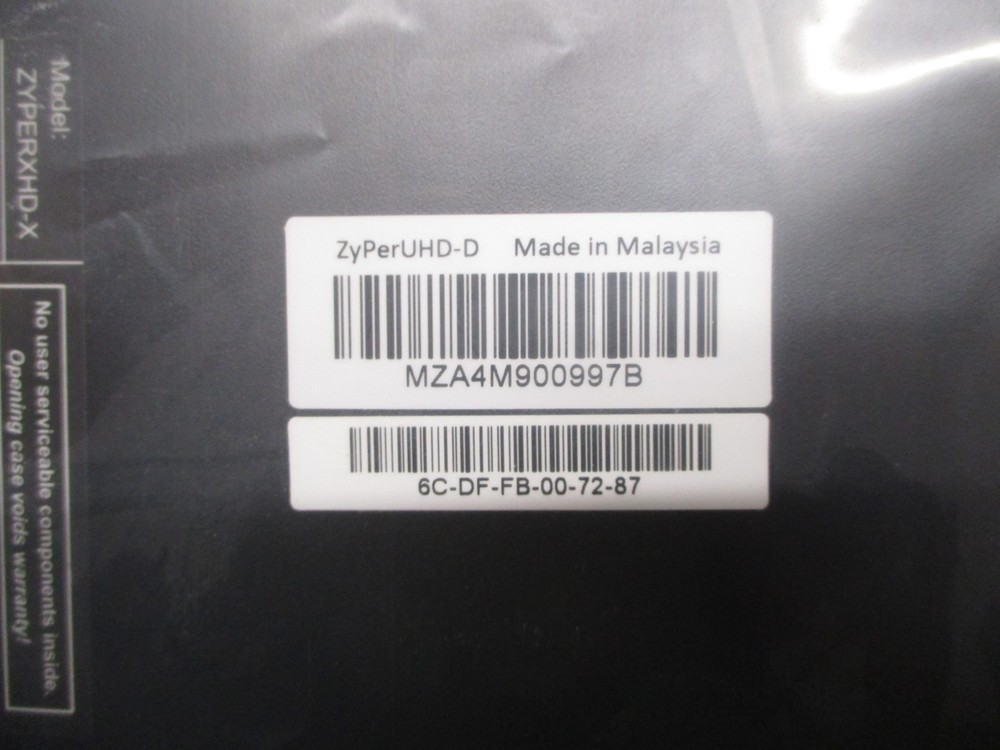 Model:
ZYPERXHD-X
No user serviceable components inside.
Opening case voids warranty!
ZyPerUHD-D Made in Malaysia
MZA4M900997B
6C-DF-FB-00-72-87